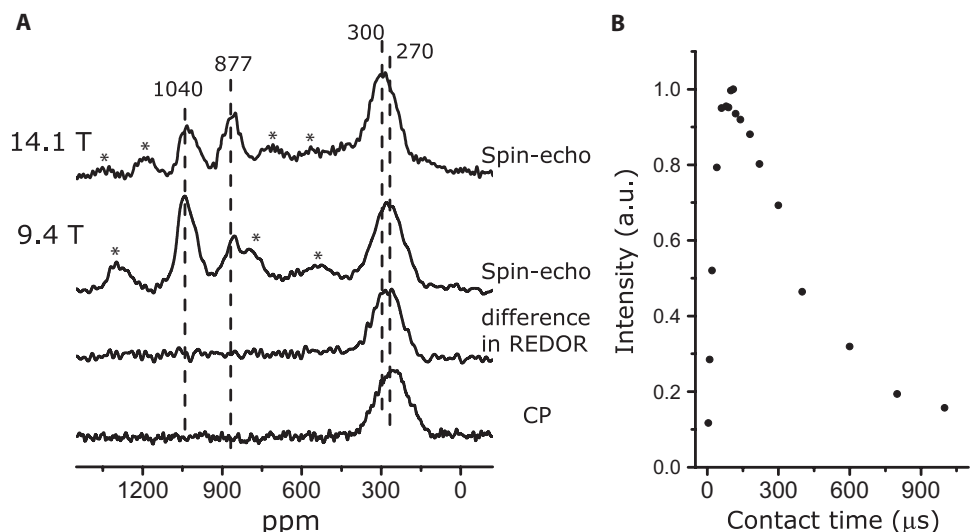 A
300
270
877
1040
14.1 T
* * * *
Spin-echo
9.4 T
* * *
Spin-echo
difference
in REDOR
CP
1200 900 600 300 0
ppm
B
1.0
0.8
0.6
0.4
0.2
0.0
Intensity (a.u.)
0 300 600 900
Contact time (μs)